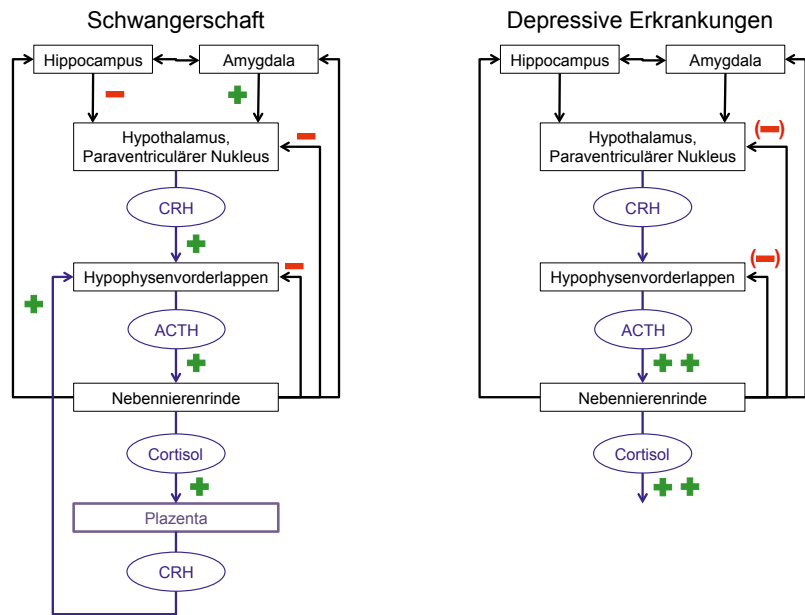 Schwangerschaft
Hippocampus
Amygdala
–
+
Hypothalamus,
Paraventriculärer Nukleus
–
CRH
+
Hypophysenvorderlappen
–
+
ACTH
+
Nebennierenrinde
Cortisol
+
Plazenta
CRH
Depressive Erkrankungen
Hippocampus
Amygdala
(–)
Hypothalamus,
Paraventriculärer Nukleus
CRH
(–)
Hypophysenvorderlappen
ACTH
+ +
Nebennierenrinde
Cortisol
+ +